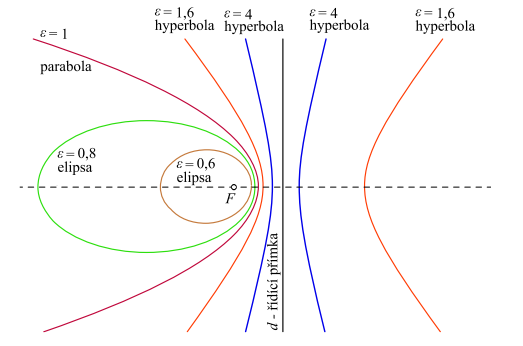 ε = 1
parabola
ε = 1,6
hyperbola
ε = 4
hyperbola
ε = 4
hyperbola
ε = 1,6
hyperbola
ε = 0,8
elipsa
ε = 0,6
elipsa
F
d - řídící přímka